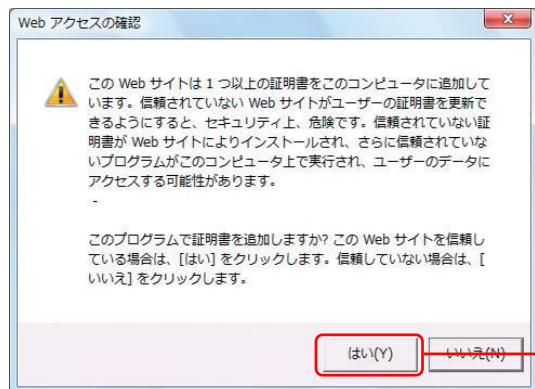 Web アクセスの確認
この Web サイトは 1 つ以上の証明書をこのコンピュータに追加して
います。信頼されていない Web サイトがユーザーの証明書を更新で
きるようにすると、セキュリティ上、危険です。信頼されていない証
明書が Web サイトによりインストールされ、さらに信頼されていな
いプログラムがこのコンピュータ上で実行され、ユーザーのデータに
アクセスする可能性があります。
-
このプログラムで証明書を追加しますか? この Web サイトを信頼し
ている場合は、[はい] をクリックします。信頼していない場合は、[
いいえ] をクリックします。
はい(Y) いいえ(N)